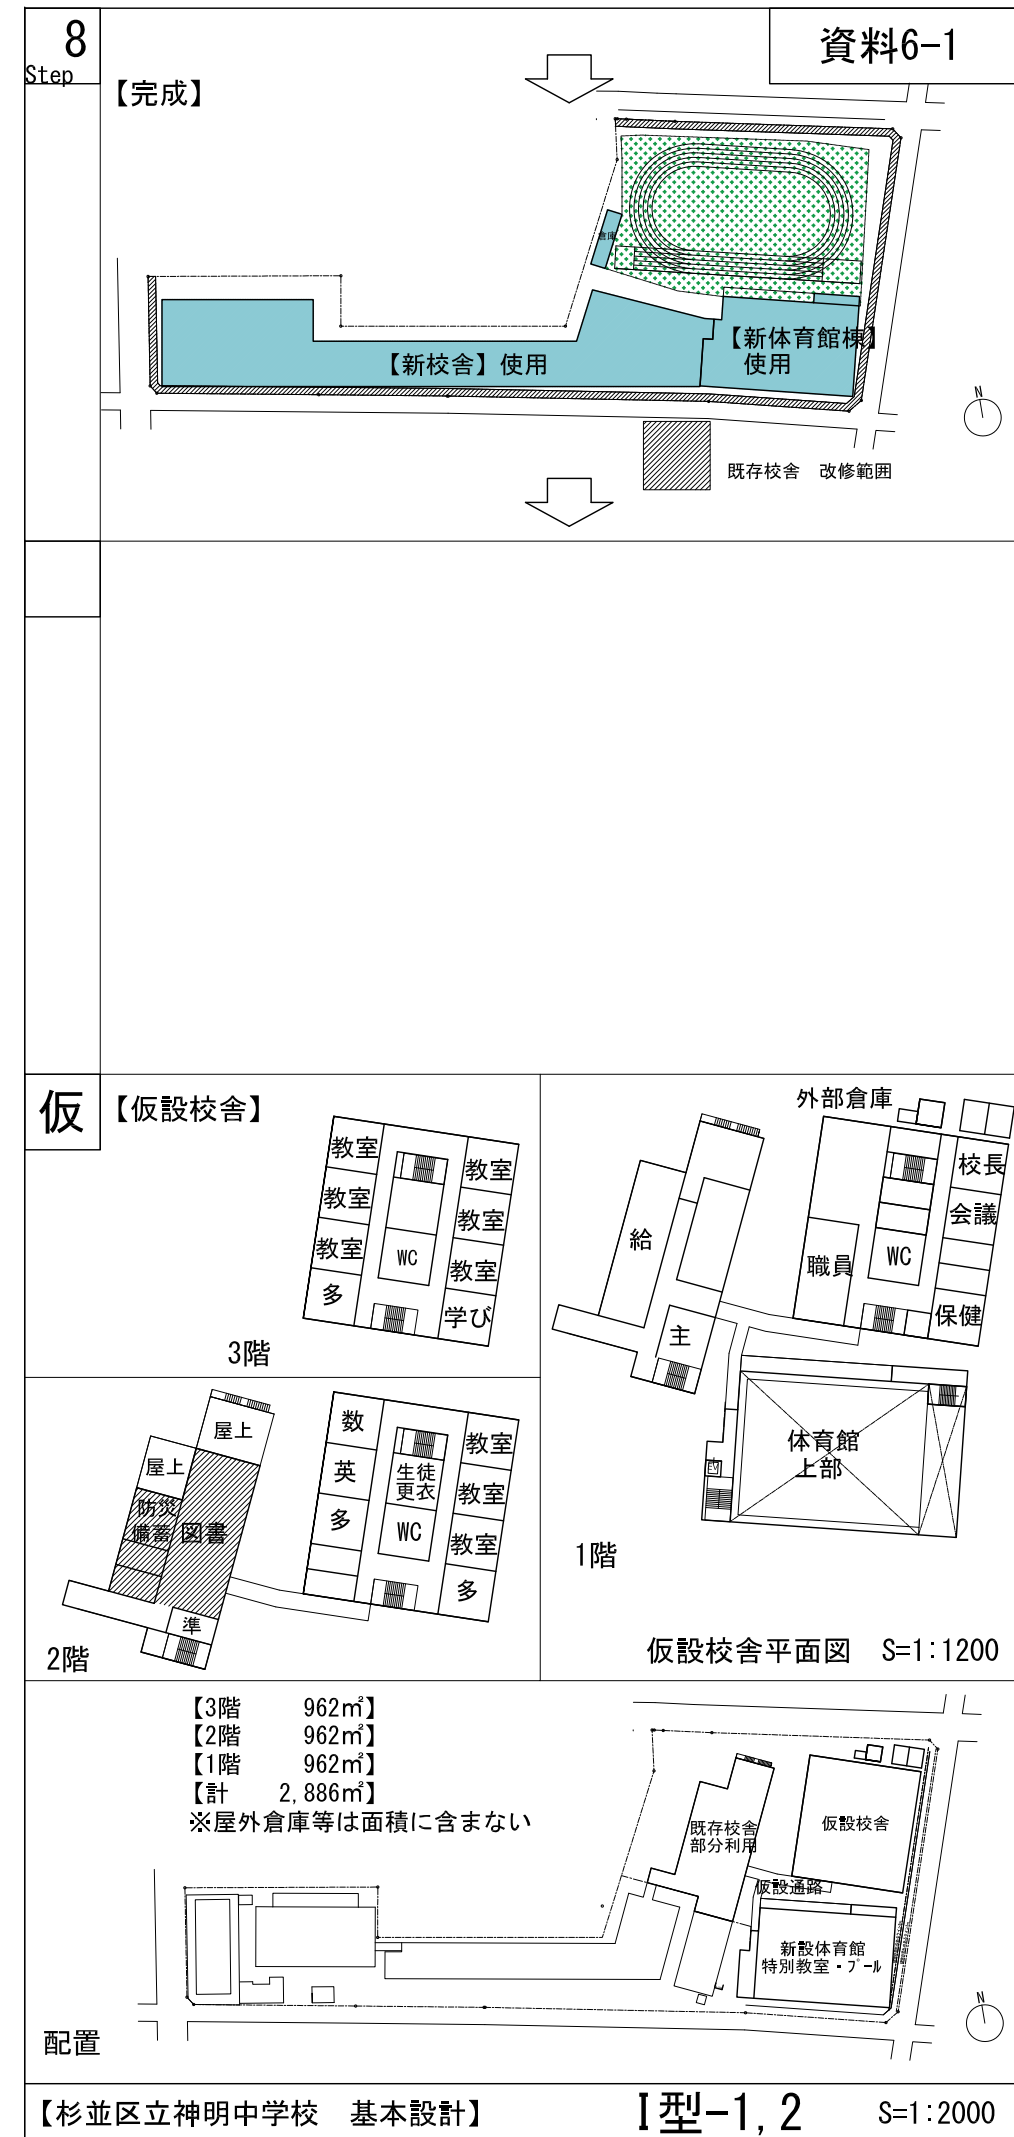 8
Step
資料6-1
【完成】
倉庫
【新校舎】使用
【新体育館棟】
使用
N
既存校舎　改修範囲
仮
【仮設校舎】
教室
教室
教室
多
WC
教室
教室
教室
学び
3階
外部倉庫
校長
会議
給
職員
WC
保健
主
体育館
上部
EV
1階
仮設校舎平面図　S=1:1200
屋上
屋上
防災
備蓄
図書
準
数
英
多
生徒
更衣
WC
教室
教室
教室
多
2階
【3階　962㎡】
【2階　962㎡】
【1階　962㎡】
【計　2,886㎡】
※屋外倉庫等は面積に含まない
既存校舎
部分利用
仮設校舎
仮設通路
新設体育館
特別教室・プール
N
配置
【杉並区立神明中学校　基本設計】　I型-1,2　S=1:2000